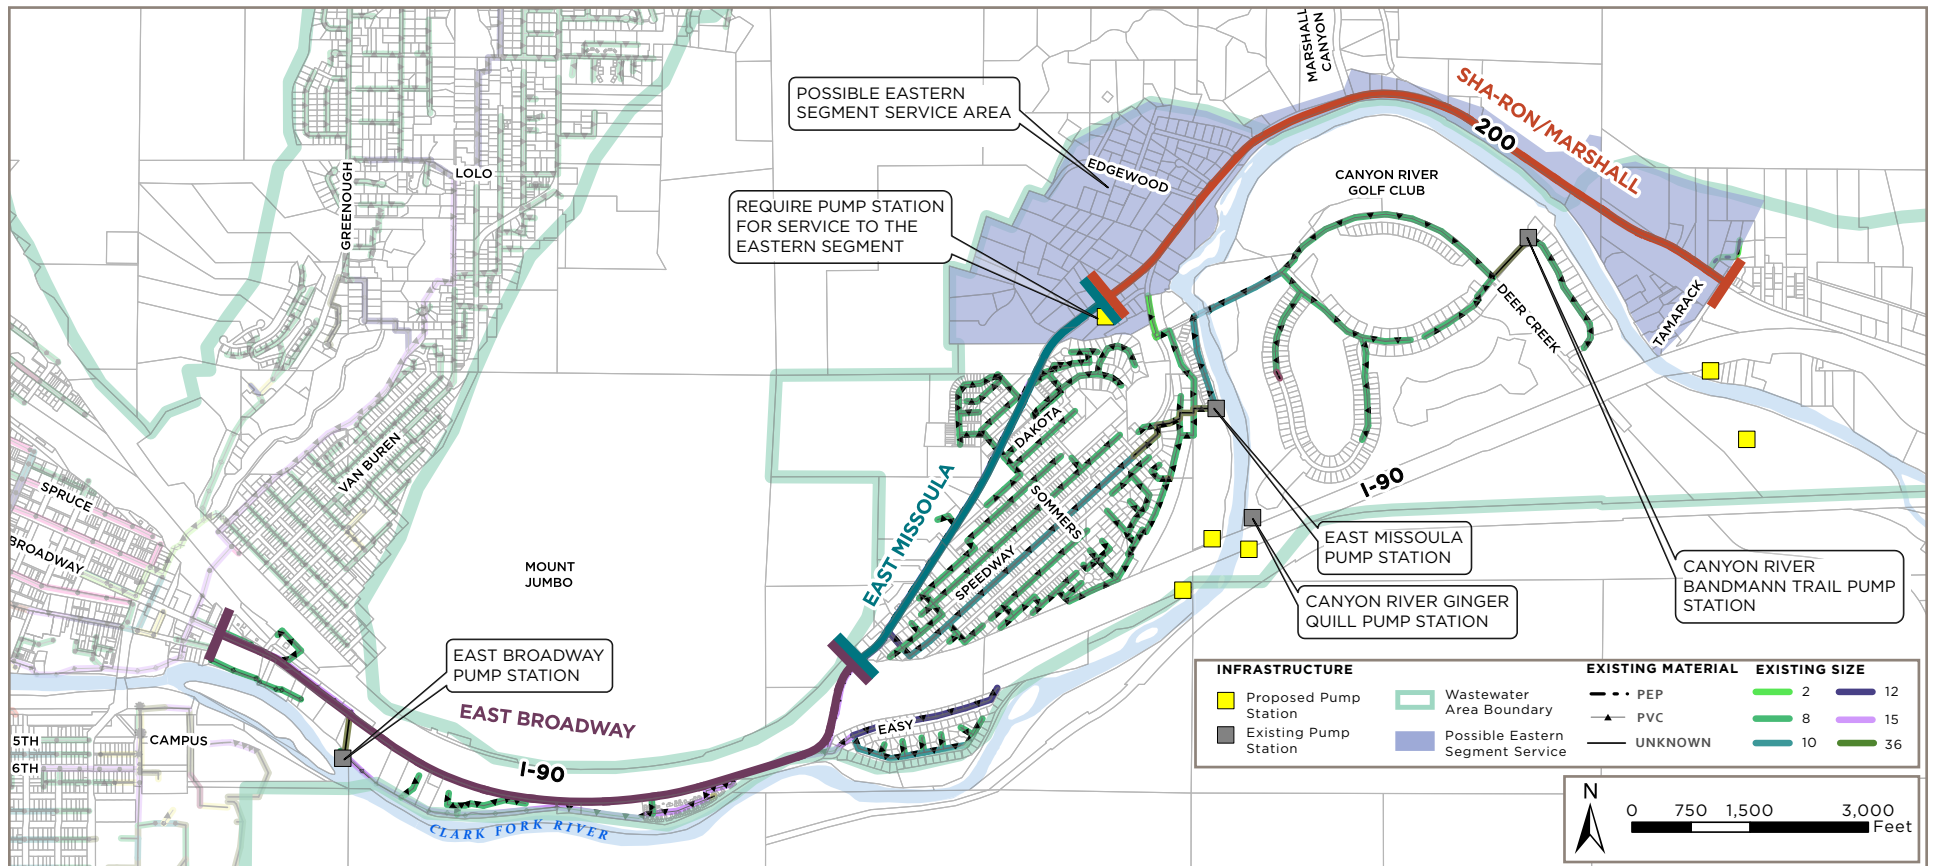 MARSHALL
CANYON
SHA-RON/MARSHALL
200
POSSIBLE EASTERN
SEGMENT SERVICE AREA
EDGEWOOD
CANYON RIVER
GOLF CLUB
GREENOUGH
LOLO
REQUIRE PUMP STATION
FOR SERVICE TO THE
EASTERN SEGMENT
DEER CREEK
TAMARACK
DAKOTA
VAN BUREN
SPRUCE
BROADWAY
EAST MISSOULA
SOMMERS
SPEEDWAY
I-90
MOUNT
JUMBO
EAST MISSOULA
PUMP STATION
CANYON RIVER
BANDMANN TRAIL PUMP
STATION
CANYON RIVER GINGER
QUILL PUMP STATION
EAST BROADWAY
PUMP STATION
EAST BROADWAY
EASY
5TH
6TH
CAMPUS
I-90
CLARK FORK RIVER
INFRASTRUCTURE
Proposed Pump
Station
Existing Pump
Station
Wastewater
Area Boundary
Possible Eastern
Segment Service
EXISTING MATERIAL
PEP
PVC
UNKNOWN
EXISTING SIZE
2
8
10
12
15
36
N
0 750 1,500 3,000
Feet